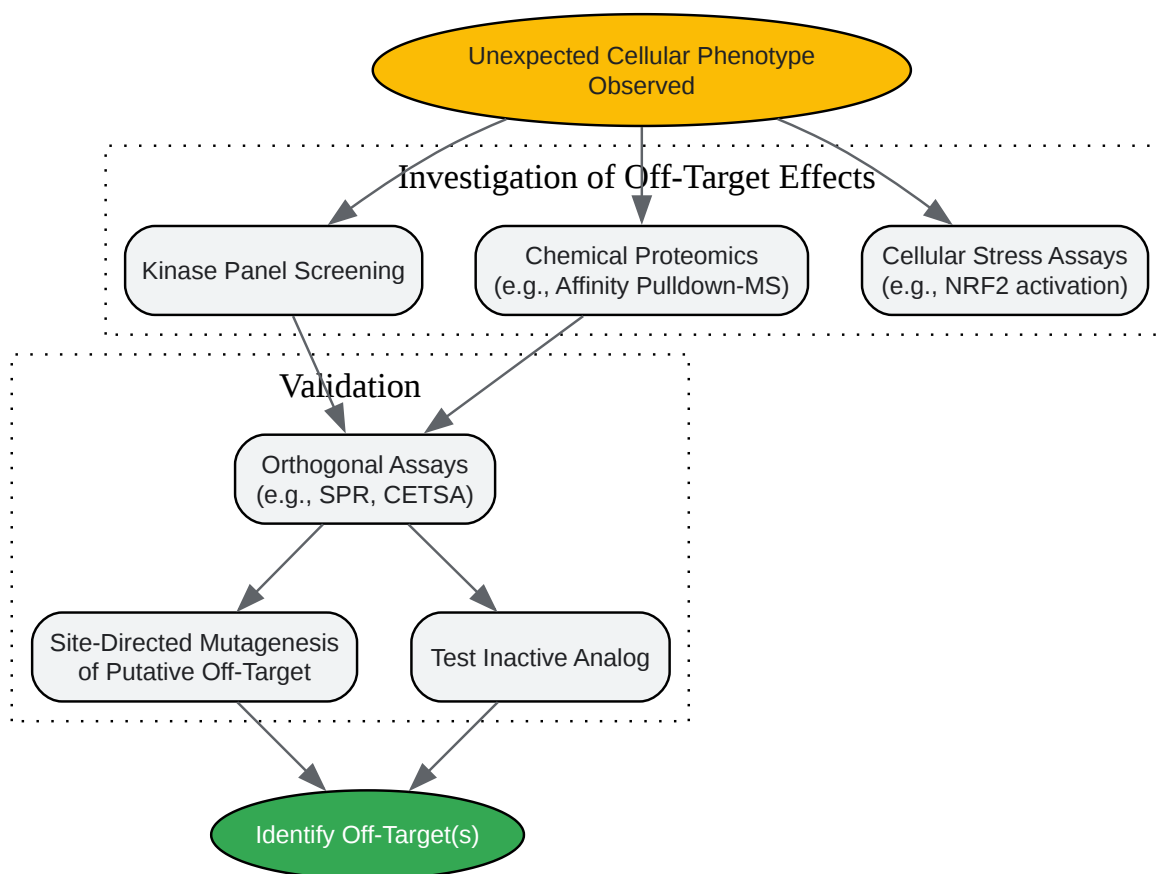 Unexpected Cellular Phenotype
Observed
Investigation of Off-Target Effects
Kinase Panel Screening
Chemical Proteomics
(e.g., Affinity Pulldown-MS)
Cellular Stress Assays
(e.g., NRF2 activation)
Validation
Orthogonal Assays
(e.g., SPR, CETSA)
Site-Directed Mutagenesis
of Putative Off-Target
Test Inactive Analog
Identify Off-Target(s)